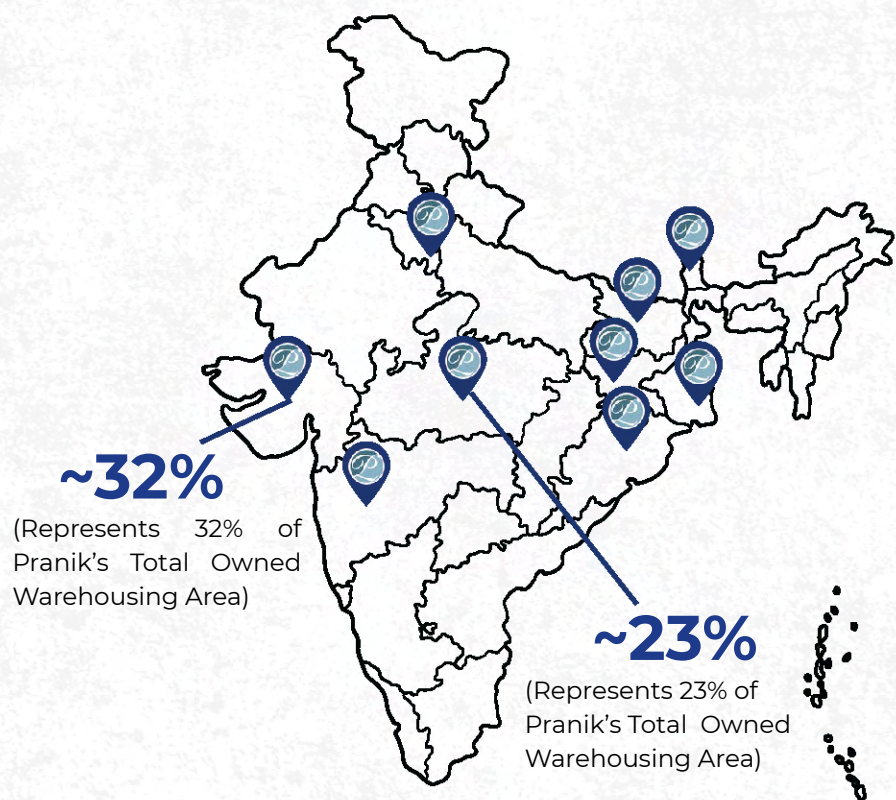 ~32%
(Represents 32% of
Pranik's Total Owned
Warehousing Area)
~23%
(Represents 23% of
Pranik's Total Owned
Warehousing Area)